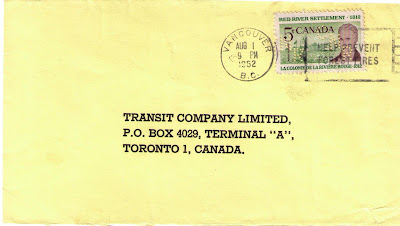 VANCOUVER
AUG 1
9 PM
B.C.
RED RIVER SETTLEMENT · 1812
5¢ CANADA
HELP PREVENT
FOREST FIRES
LA COLONIE DE LA RIVIÈRE ROUGE · 1812
TRANSIT COMPANY LIMITED,
P.O. BOX 4029, TERMINAL "A",
TORONTO 1, CANADA.